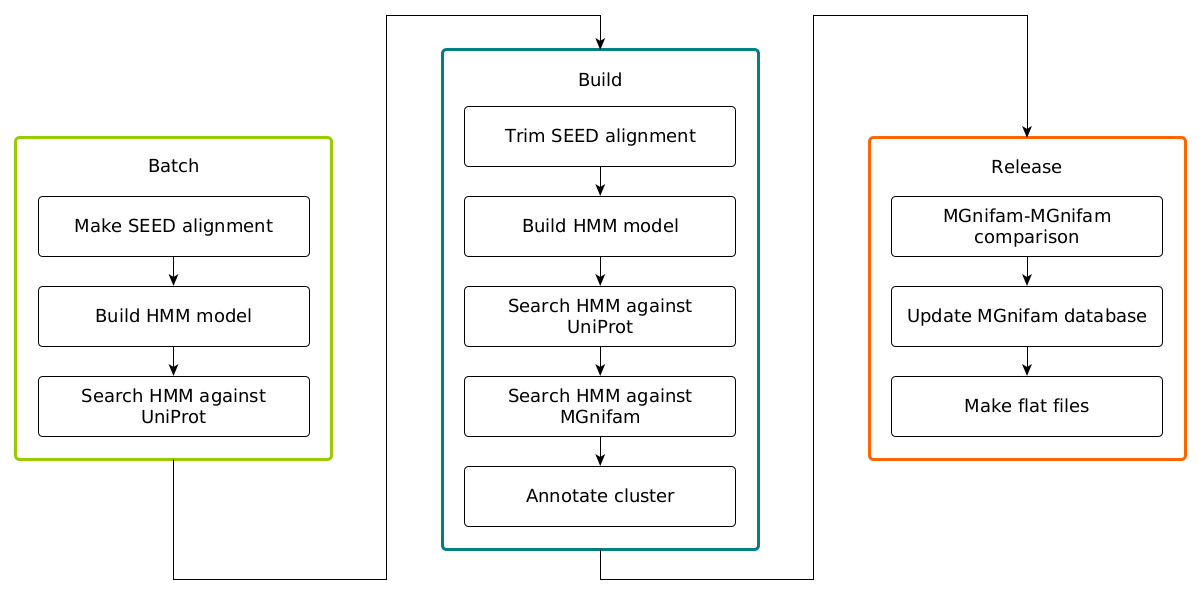 Batch
Make SEED alignment
Build HMM model
Search HMM against
UniProt
Build
Trim SEED alignment
Build HMM model
Search HMM against
UniProt
Search HMM against
MGnifam
Annotate cluster
Release
MGnifam-MGnifam
comparison
Update MGnifam database
Make flat files